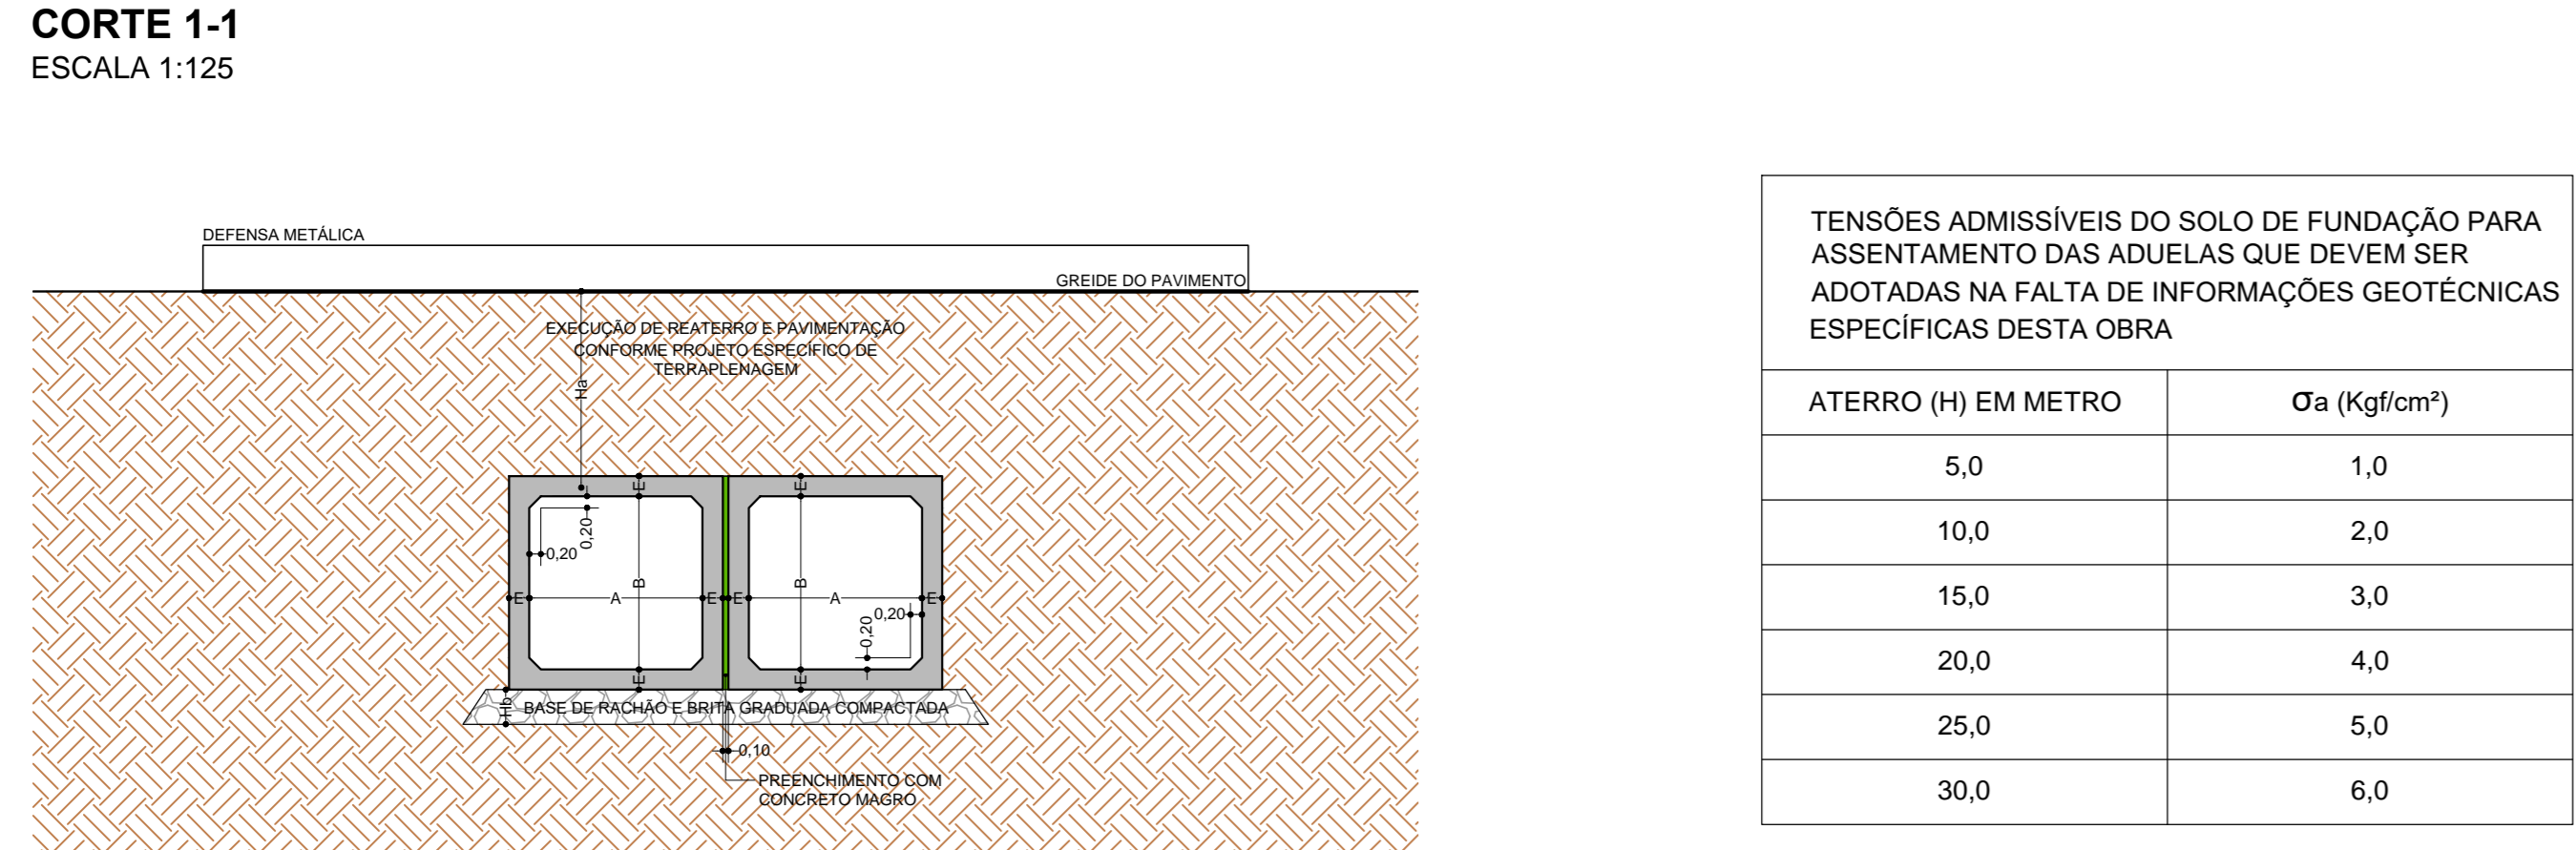 CORTE 1-1
ESCALA 1:125
DEFENSA METÁLICA
GREIDE DO PAVIMENTO
EXECUÇÃO DE REATERRO E PAVIMENTAÇÃO
CONFORME PROJETO ESPECÍFICO DE
TERRAPLENAGEM
Ha
E
E
0,20
0,20
B
B
E
A
E
E
A
E
0,20
0,20
E
E
Hb
BASE DE RACHÃO E BRITA GRADUADA COMPACTADA
0,10
PREENCHIMENTO COM
CONCRETO MAGRO
TENSÕES ADMISSÍVEIS DO SOLO DE FUNDAÇÃO PARA
ASSENTAMENTO DAS ADUELAS QUE DEVEM SER
ADOTADAS NA FALTA DE INFORMAÇÕES GEOTÉCNICAS
ESPECÍFICAS DESTA OBRA
ATERRO (H) EM METRO σa (Kgf/cm²)
5,0 1,0
10,0 2,0
15,0 3,0
20,0 4,0
25,0 5,0
30,0 6,0